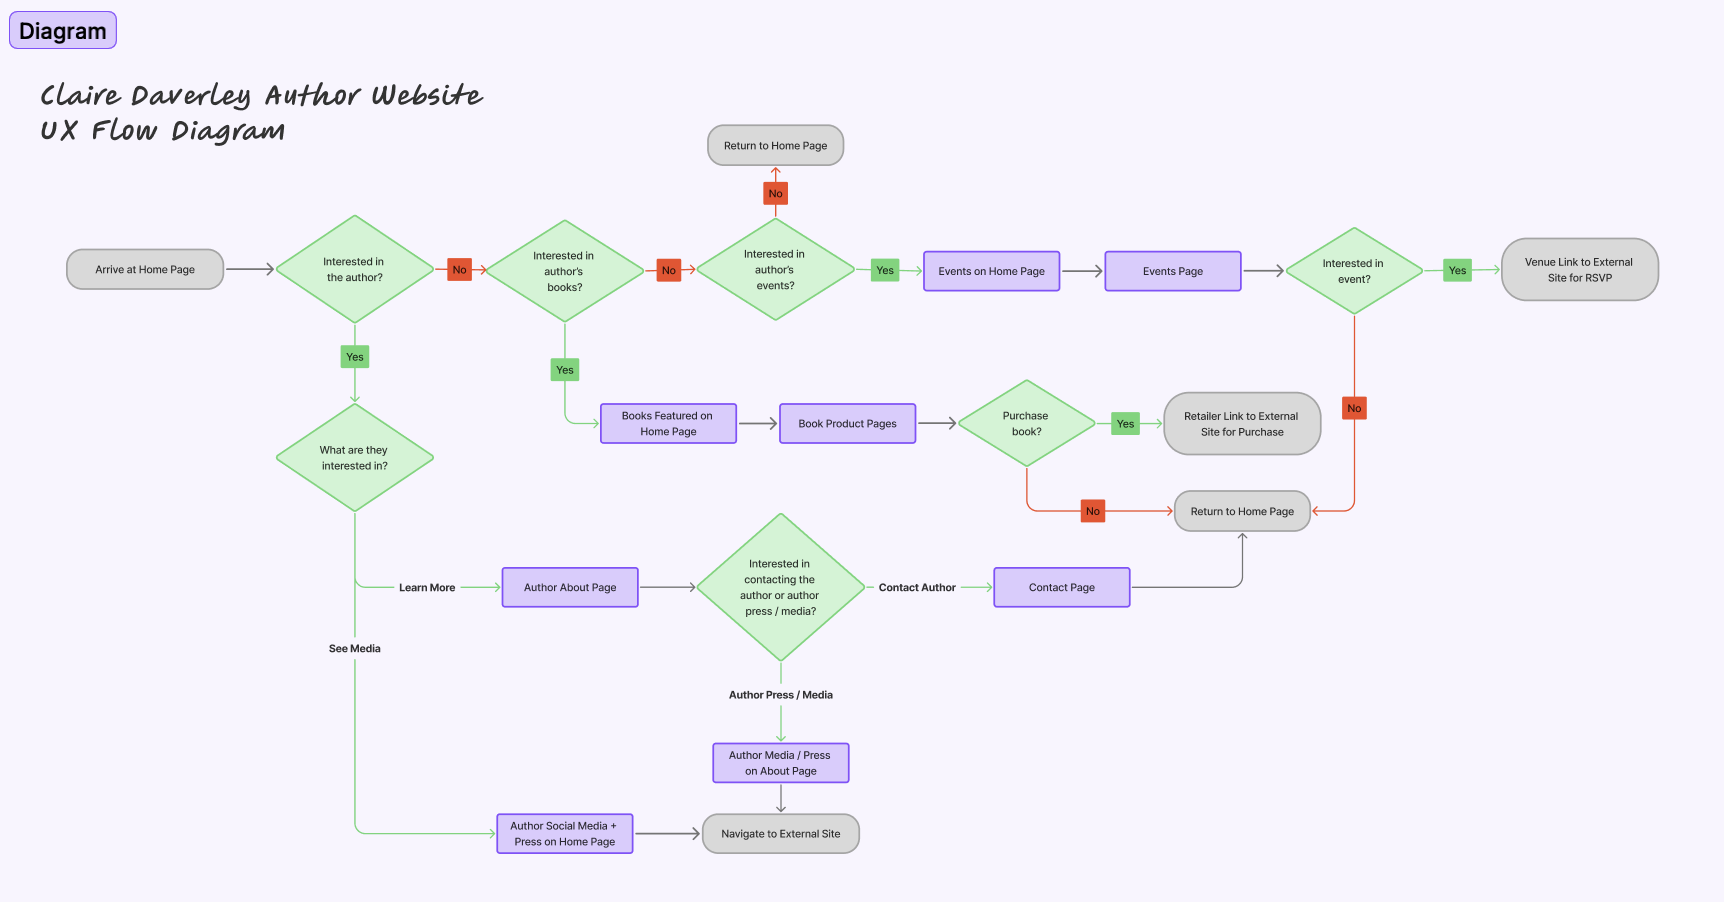 Diagram
Claire Daverley Author Website
UX Flow Diagram
Return to Home Page
No
Arrive at Home Page
Interested in
the author?
No
Interested in
author's
books?
No
Interested in
author's
events?
Yes
Events on Home Page
Events Page
Interested in
event?
Yes
Venue Link to External
Site for RSVP
Yes
Yes
Books Featured on
Home Page
Book Product Pages
Purchase
book?
Yes
Retailer Link to External
Site for Purchase
No
What are they
interested in?
No
Return to Home Page
Learn More
Author About Page
Interested in
contacting the
author or author
press / media?
Contact Author
Contact Page
See Media
Author Press / Media
Author Media / Press
on About Page
Author Social Media +
Press on Home Page
Navigate to External Site